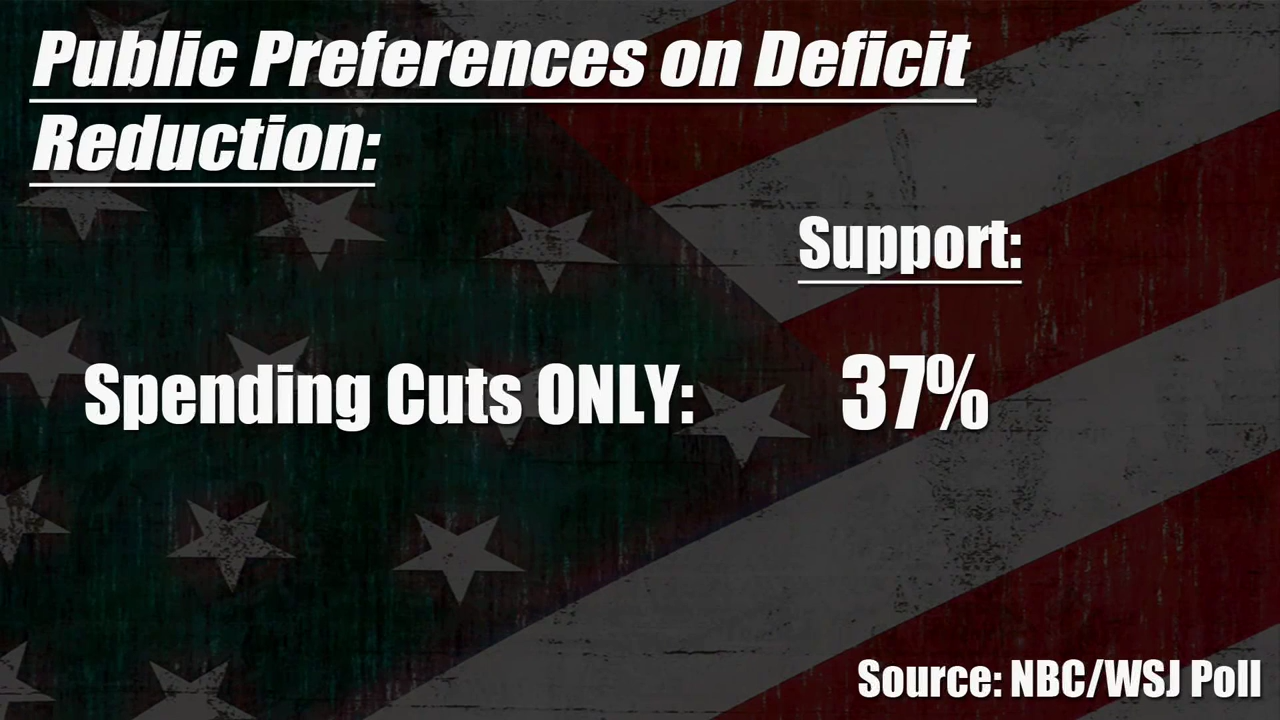 Public Preferences on Deficit
Reduction:
Support:
Spending Cuts ONLY: 37%
Source: NBC/WSJ Poll